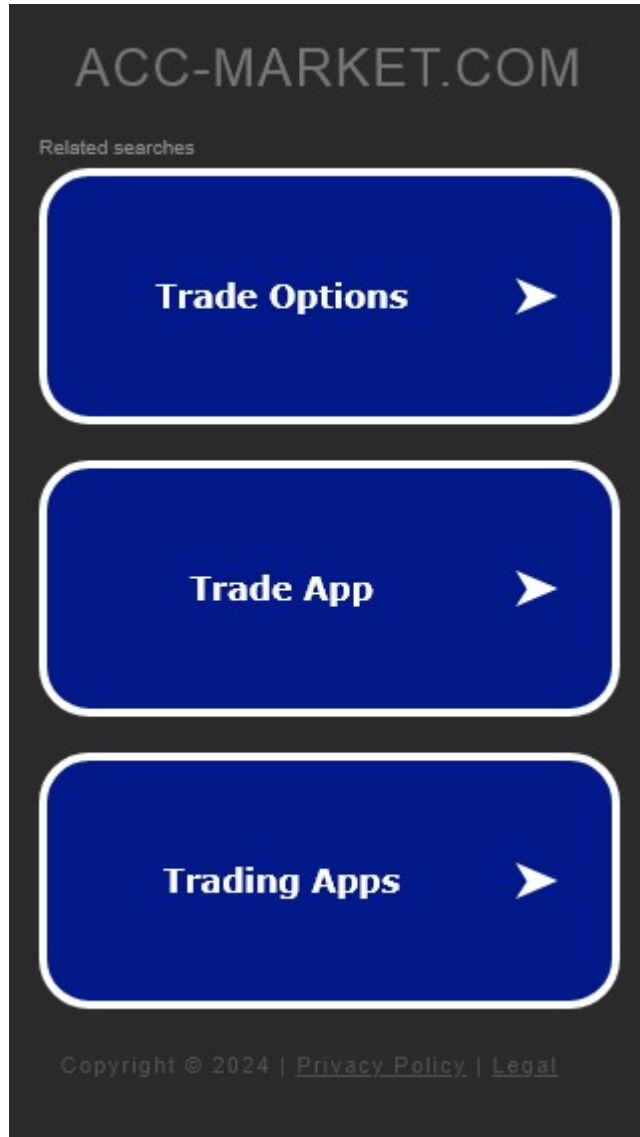 ACC-MARKET.COM
Related searches
Trade Options
Trade App
Trading Apps
Copyright © 2024 | Privacy Policy | Legal